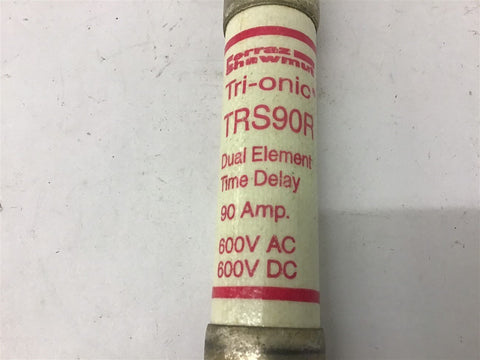 Ferraz
Shawmut
Tri-onic
TRS90R
Dual Element
Time Delay
90 Amp.
600V AC
600V DC